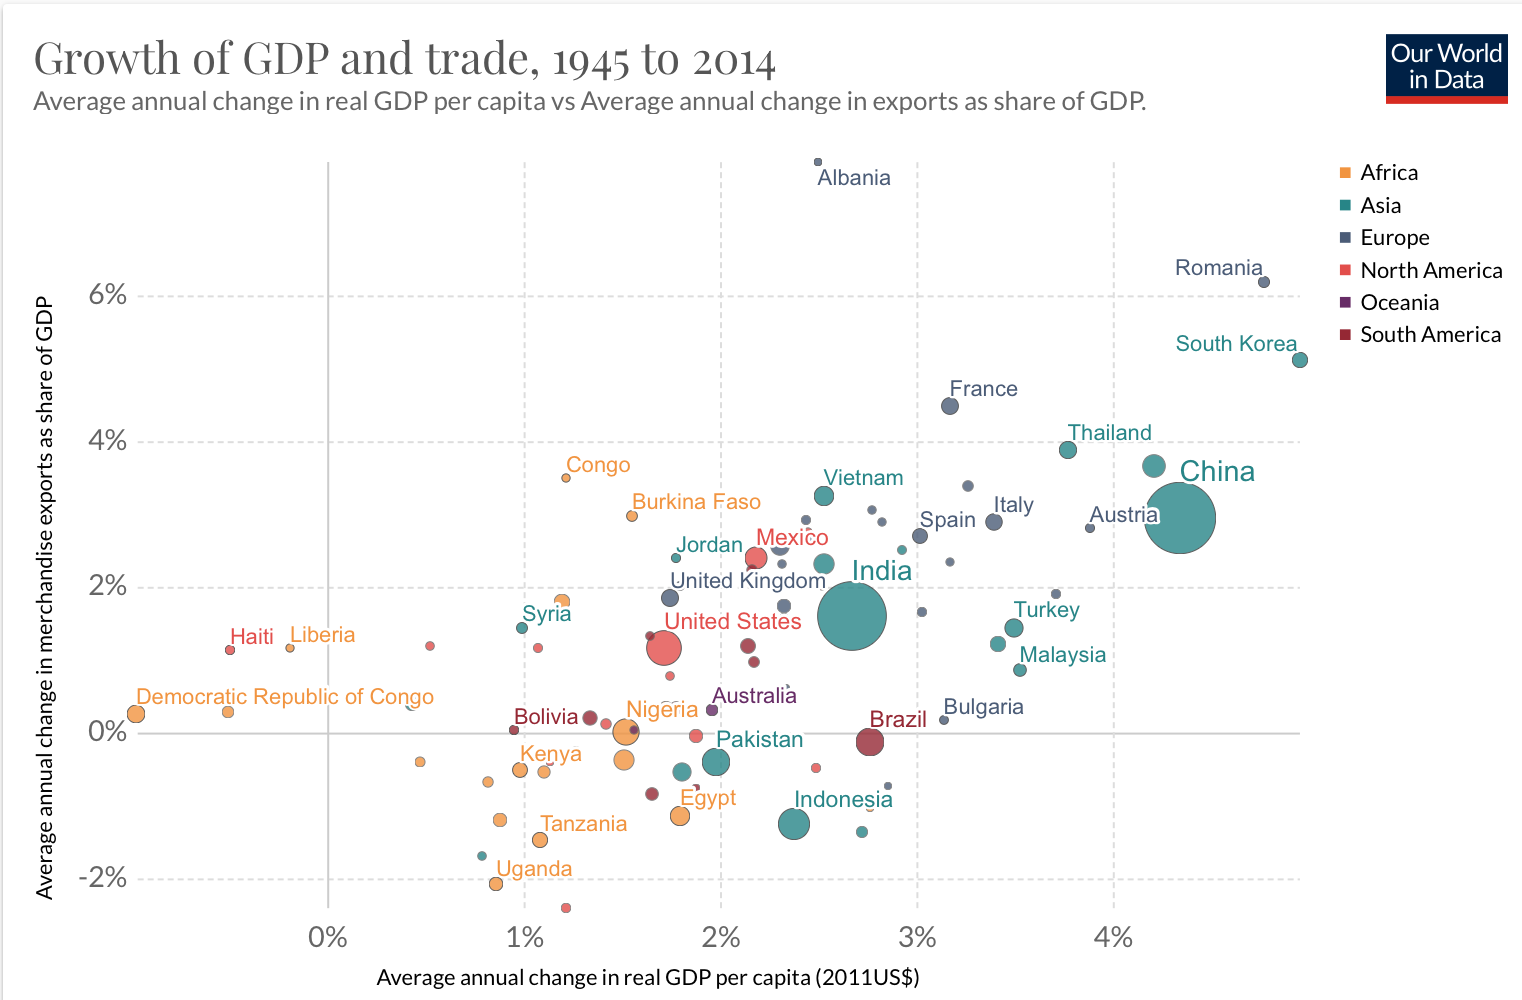 Growth of GDP and trade, 1945 to 2014
Average annual change in real GDP per capita vs Average annual change in exports as share of GDP.
Our World
in Data
Africa
Asia
Europe
North America
Oceania
South America
Average annual change in merchandise exports as share of GDP
6%
4%
2%
0%
-2%
Albania
Romania
South Korea
France
Thailand
China
Congo
Vietnam
Burkina Faso
Italy
Spain
Austria
Jordan
Mexico
India
United Kingdom
Syria
Turkey
United States
Haiti
Liberia
Malaysia
Democratic Republic of Congo
Australia
Nigeria
Bulgaria
Bolivia
Brazil
Pakistan
Kenya
Egypt
Indonesia
Tanzania
Uganda
0%
1%
2%
3%
4%
Average annual change in real GDP per capita (2011US$)